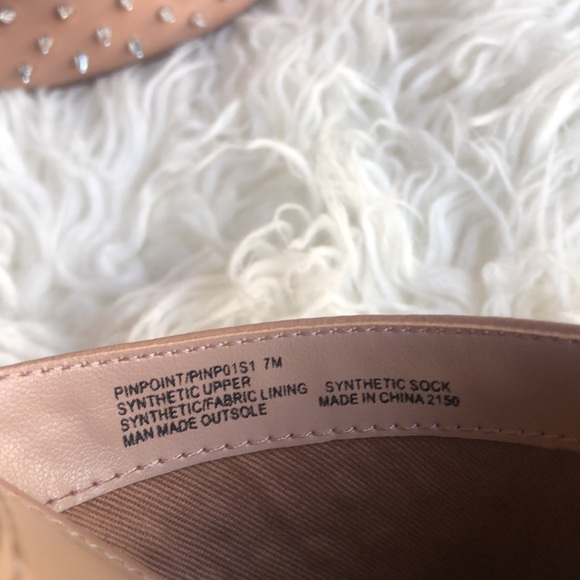 PINPOINT/PINP01S1 7M
SYNTHETIC UPPER
SYNTHETIC/FABRIC LINING
MAN MADE OUTSOLE
SYNTHETIC SOCK
MADE IN CHINA 2150